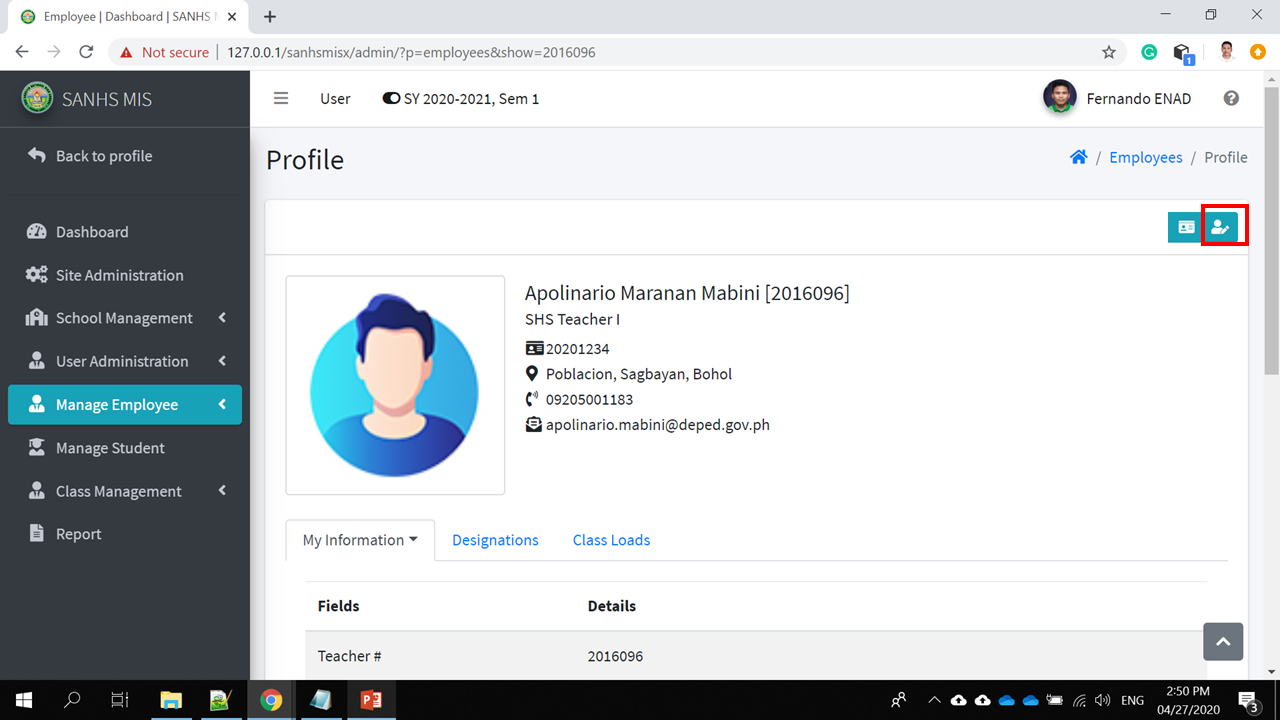 Employee | Dashboard | SANHS M
Not secure | 127.0.0.1/sanhsmisx/admin/?p=employees&show=2016096
1
SANHS MIS
User
SY 2020-2021, Sem 1
Fernando ENAD
Back to profile
Profile
/ Employees / Profile
Dashboard
Site Administration
School Management
User Administration
Manage Employee
Manage Student
Class Management
Report
Apolinario Maranan Mabini [2016096]
SHS Teacher I
20201234
Poblacion, Sagbayan, Bohol
09205001183
apolinario.mabini@deped.gov.ph
My Information
Designations
Class Loads
Fields Details
Teacher # 2016096
ENG
2:50 PM
04/27/2020
3